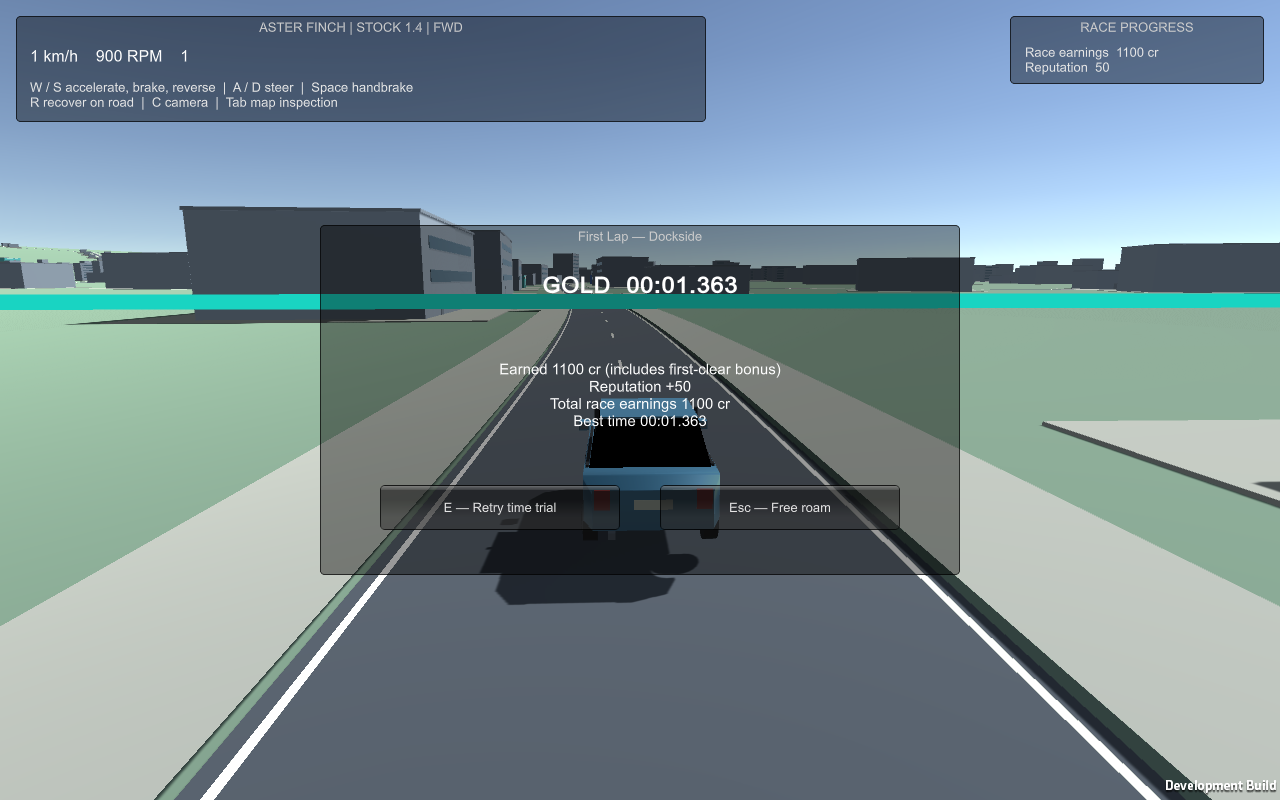 ASTER FINCH | STOCK 1.4 | FWD
1 km/h 900 RPM 1
W / S accelerate, brake, reverse | A / D steer | Space handbrake
R recover on road | C camera | Tab map inspection
RACE PROGRESS
Race earnings 1100 cr
Reputation 50
First Lap — Dockside
GOLD 00:01.363
Earned 1100 cr (includes first-clear bonus)
Reputation +50
Total race earnings 1100 cr
Best time 00:01.363
E — Retry time trial
Esc — Free roam
Development Build